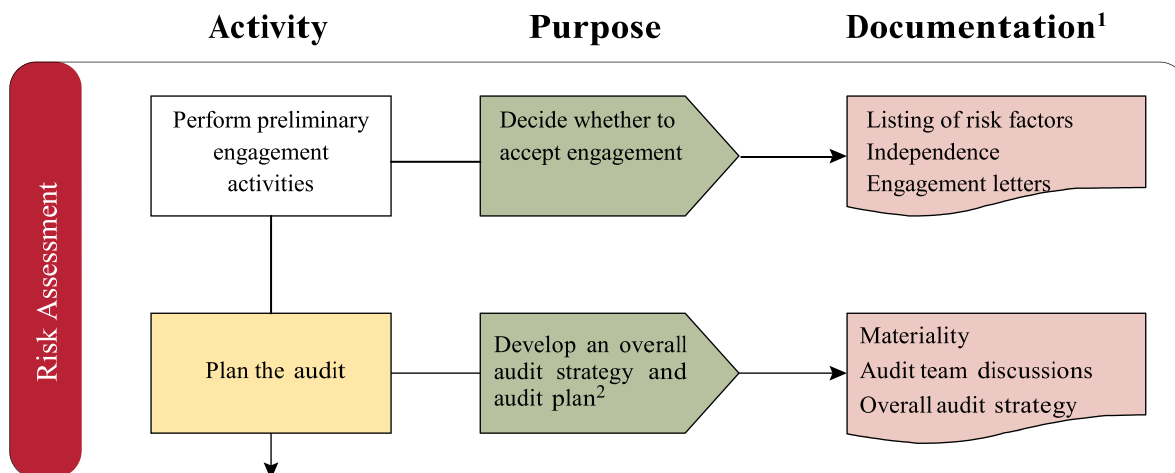 Activity
Purpose
Documentation¹
Risk Assessment
Perform preliminary
engagement
activities
Decide whether to
accept engagement
Listing of risk factors
Independence
Engagement letters
Plan the audit
Develop an overall
audit strategy and
audit plan²
Materiality
Audit team discussions
Overall audit strategy